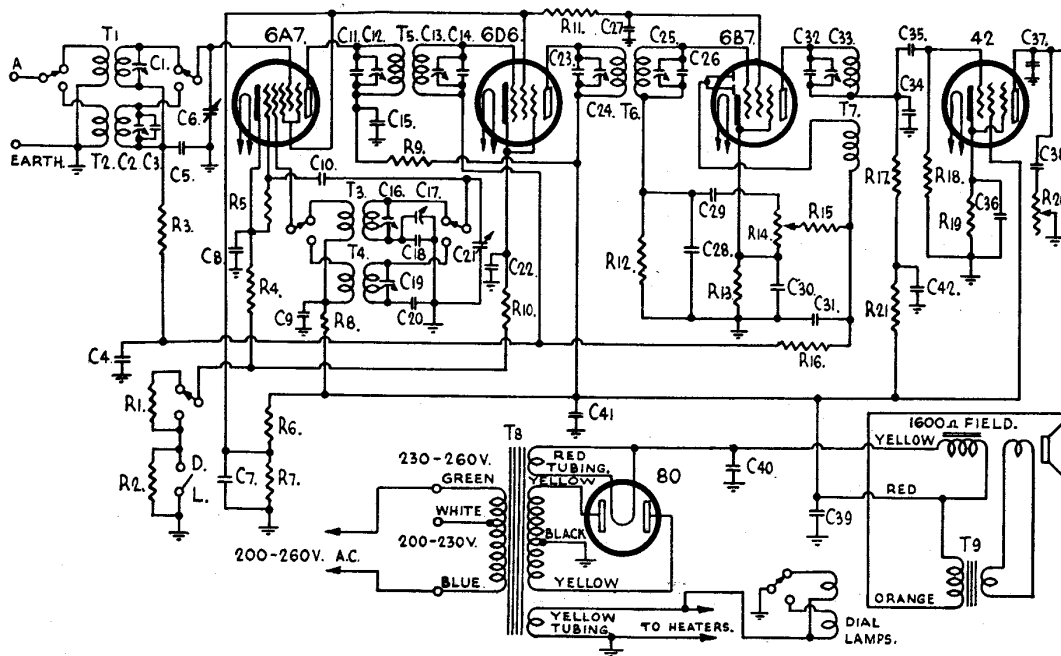 T1
6A7.
C11.
C12.
T5.
C13.
C14.
6D6.
R11.
C27
C23.
C25.
6B7.
C26
C32
C33.
C35.
42
C37.
A
C1.
C6.
C24.
T6.
C34
T7.
EARTH.
T2.
C2.
C3
C5.
C15.
R9.
C10.
R5
R3.
C8.
R4.
T3.
C16.
C17.
C18
T4.
C19
C20
C21
C22.
R10.
C9
R8.
R12.
C28.
C29
R14.
R15
R13
C30.
C31.
R16.
R17.
R18.
R19
C36
C38
R20
R21
C42.
C4.
R1.
R2.
D.
L.
R6.
C7.
R7.
C41
T8
230-260V.
GREEN
WHITE
200-230V.
200-260V. A.C.
BLUE.
RED
TUBING.
YELLOW
80
BLACK
YELLOW
YELLOW
TUBING
TO HEATERS.
DIAL
LAMPS.
C40.
C39
1600Ω FIELD.
YELLOW
RED
ORANGE
T9